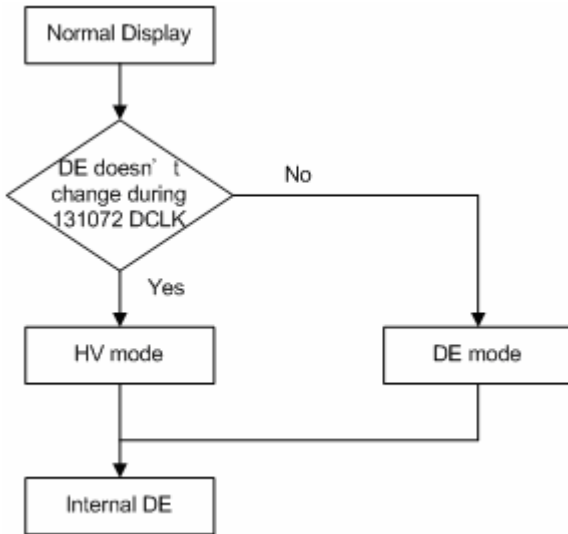 Normal Display
DE doesn' t
change during
131072 DCLK
No
Yes
HV mode
DE mode
Internal DE